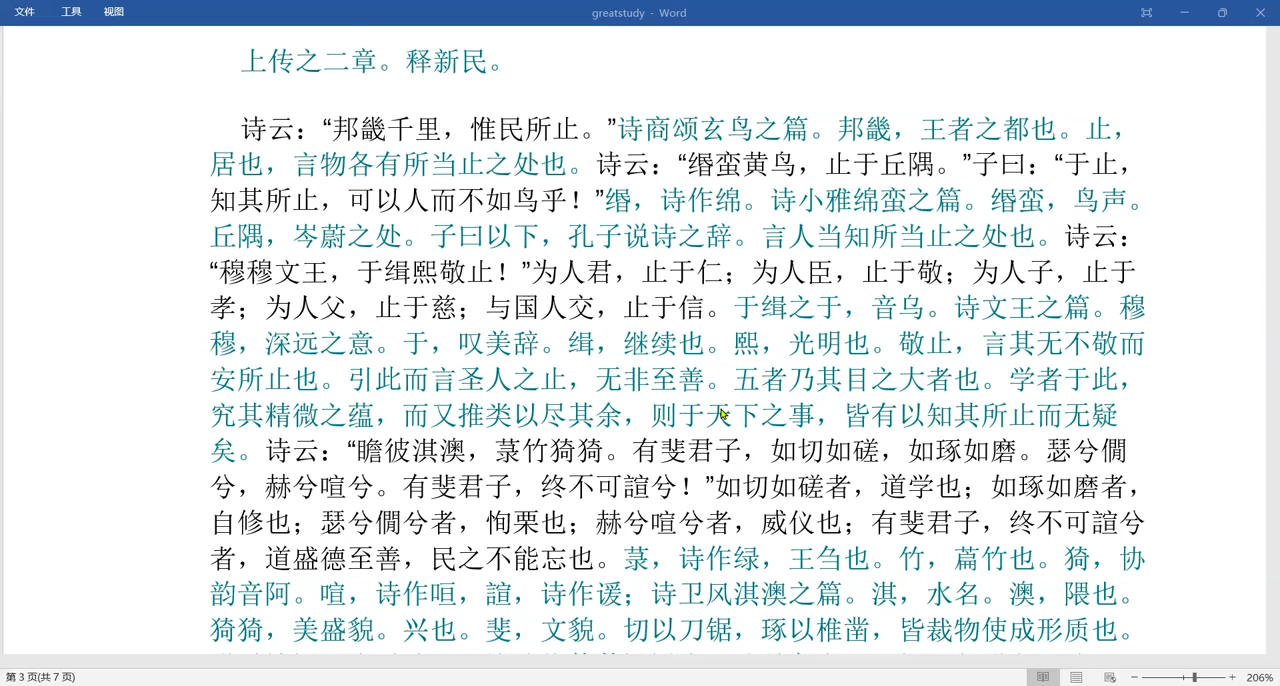 文件 工具 视图 greatstudy - Word
上传之二章。释新民。
诗云：“邦畿千里，惟民所止。”诗商颂玄鸟之篇。邦畿，王者之都也。止，
居也，言物各有所当止之处也。诗云：“缗蛮黄鸟，止于丘隅。”子曰：“于止，
知其所止，可以人而不如鸟乎！”缗，诗作绵。诗小雅绵蛮之篇。缗蛮，鸟声。
丘隅，岑蔚之处。子曰以下，孔子说诗之辞。言人当知所当止之处也。诗云：
“穆穆文王，于缉熙敬止！”为人君，止于仁；为人臣，止于敬；为人子，止于
孝；为人父，止于慈；与国人交，止于信。于缉之于，音乌。诗文王之篇。穆
穆，深远之意。于，叹美辞。缉，继续也。熙，光明也。敬止，言其无不敬而
安所止也。引此而言圣人之止，无非至善。五者乃其目之大者也。学者于此，
究其精微之蕴，而又推类以尽其余，则于天下之事，皆有以知其所止而无疑
矣。诗云：“瞻彼淇澳，菉竹猗猗。有斐君子，如切如磋，如琢如磨。瑟兮僩
兮，赫兮喧兮。有斐君子，终不可諠兮！”如切如磋者，道学也；如琢如磨者，
自修也；瑟兮僩兮者，恂栗也；赫兮喧兮者，威仪也；有斐君子，终不可諠兮
者，道盛德至善，民之不能忘也。菉，诗作绿，王刍也。竹，萹竹也。猗，协
韵音阿。喧，诗作咺，諠，诗作谖；诗卫风淇澳之篇。淇，水名。澳，隈也。
猗猗，美盛貌。兴也。斐，文貌。切以刀锯，琢以椎凿，皆裁物使成形质也。
第 3 页(共 7 页) 206%